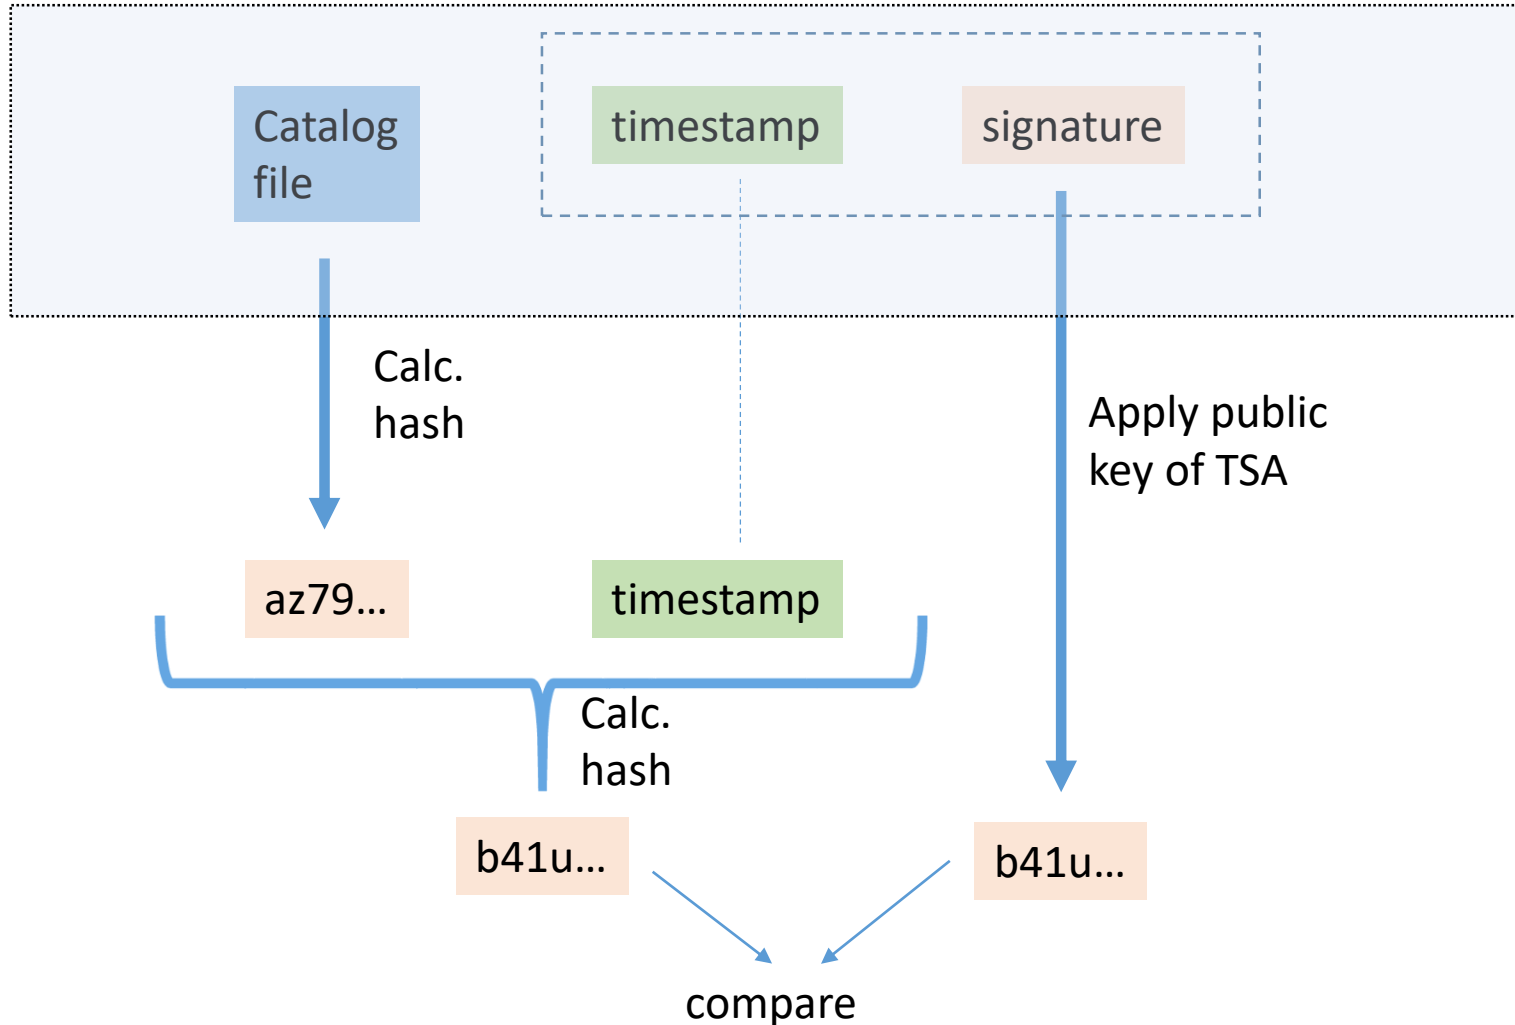 Catalog
file
timestamp
signature
Calc.
hash
Apply public
key of TSA
az79...
timestamp
Calc.
hash
b41u...
b41u...
compare